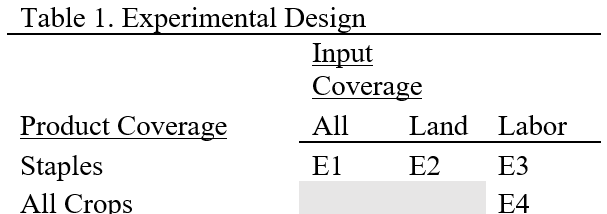 Table 1. Experimental Design
Input
Coverage
Product Coverage All Land Labor
Staples E1 E2 E3
All Crops E4